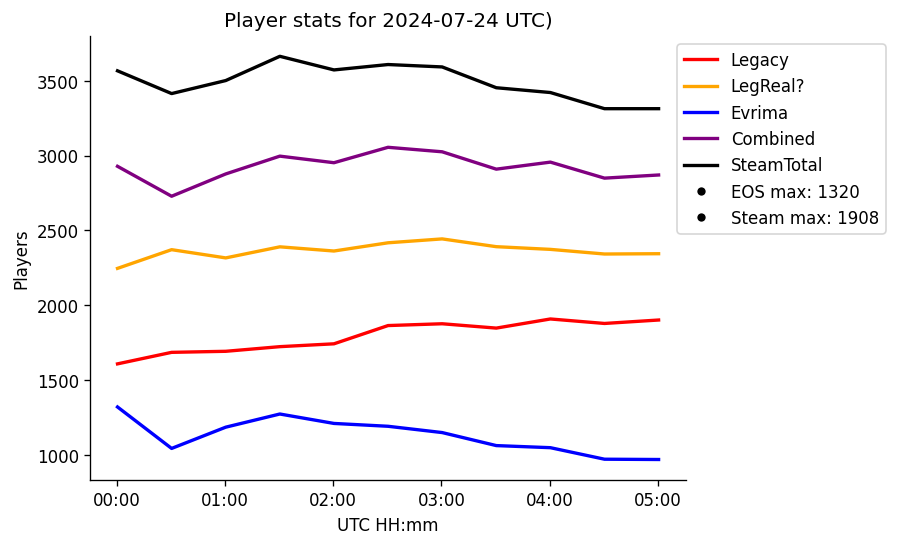 Player stats for 2024-07-24 UTC)
Legacy
LegReal?
Evrima
Combined
SteamTotal
EOS max: 1320
Steam max: 1908
3500
3000
2500
2000
1500
1000
Players
00:00 01:00 02:00 03:00 04:00 05:00
UTC HH:mm